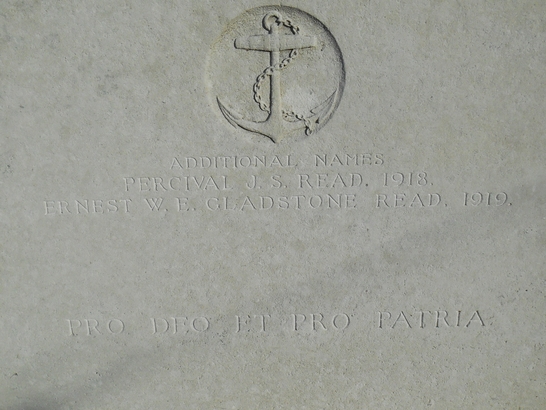 ADDITIONAL NAMES
PERCIVAL J. S. READ. 1918.
ERNEST W. E. GLADSTONE READ. 1919.
PRO DEO ET PRO PATRIA